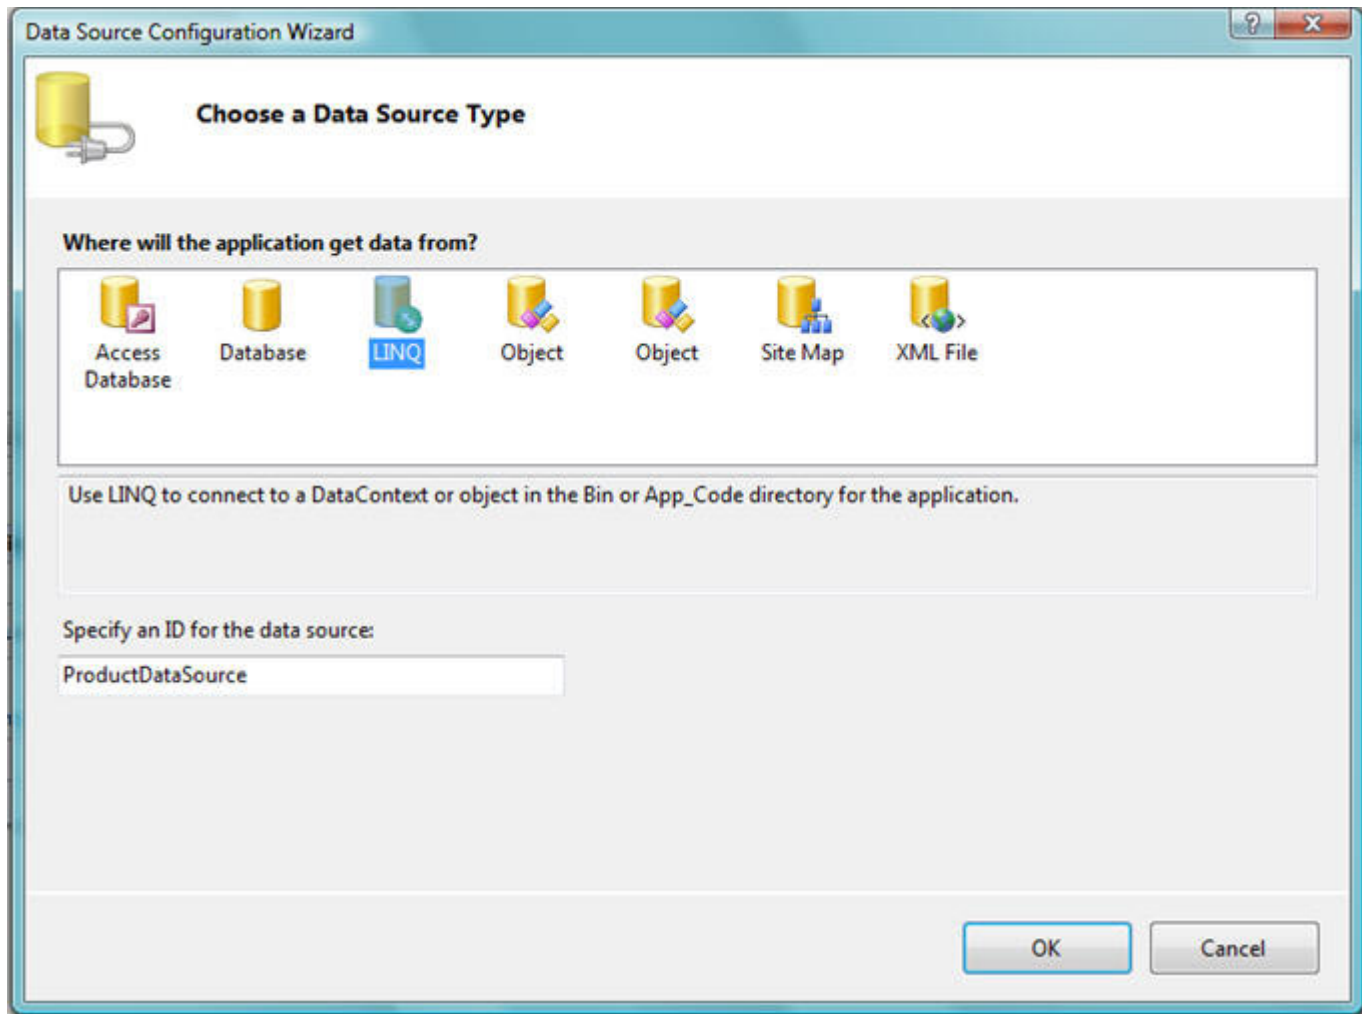 Data Source Configuration Wizard
Choose a Data Source Type
Where will the application get data from?
Access Database
Database
LINQ
Object
Object
Site Map
XML File
Use LINQ to connect to a DataContext or object in the Bin or App_Code directory for the application.
Specify an ID for the data source:
ProductDataSource
OK
Cancel